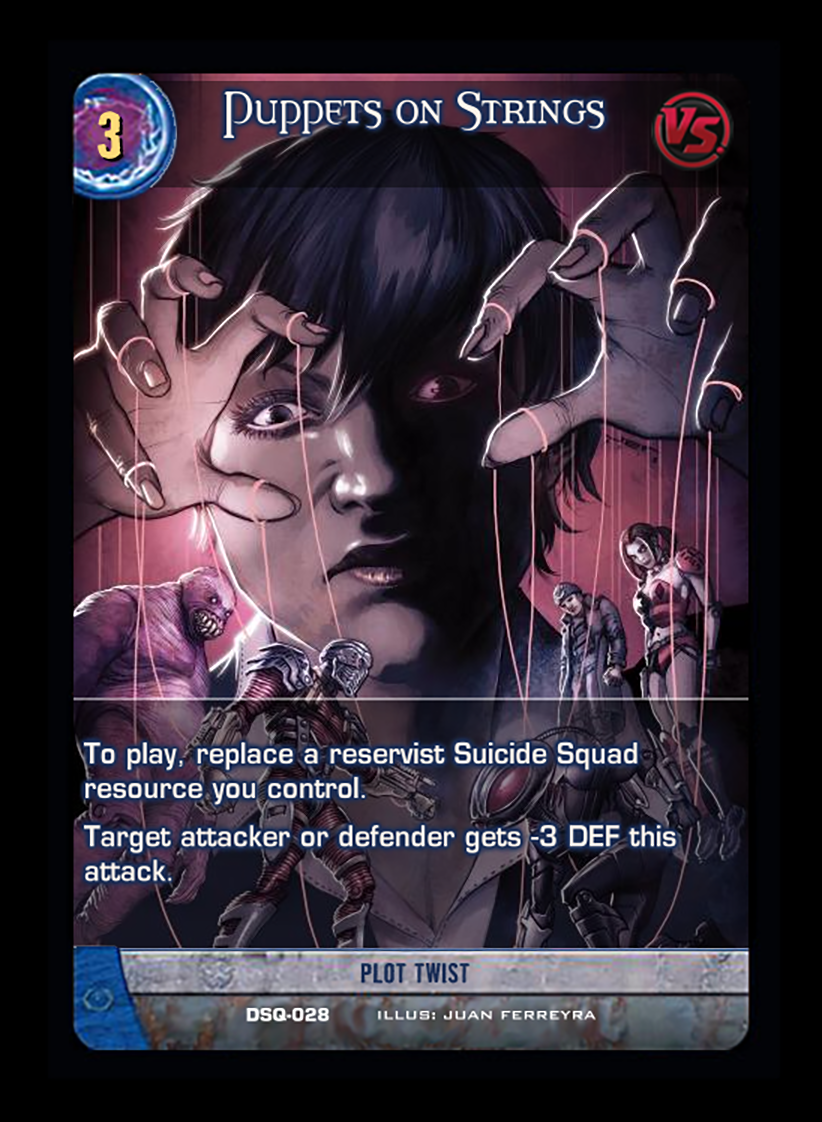 3
Puppets on Strings
VS.
To play, replace a reservist Suicide Squad
resource you control.
Target attacker or defender gets -3 DEF this
attack.
PLOT TWIST
DSQ-028 ILLUS: JUAN FERREYRA